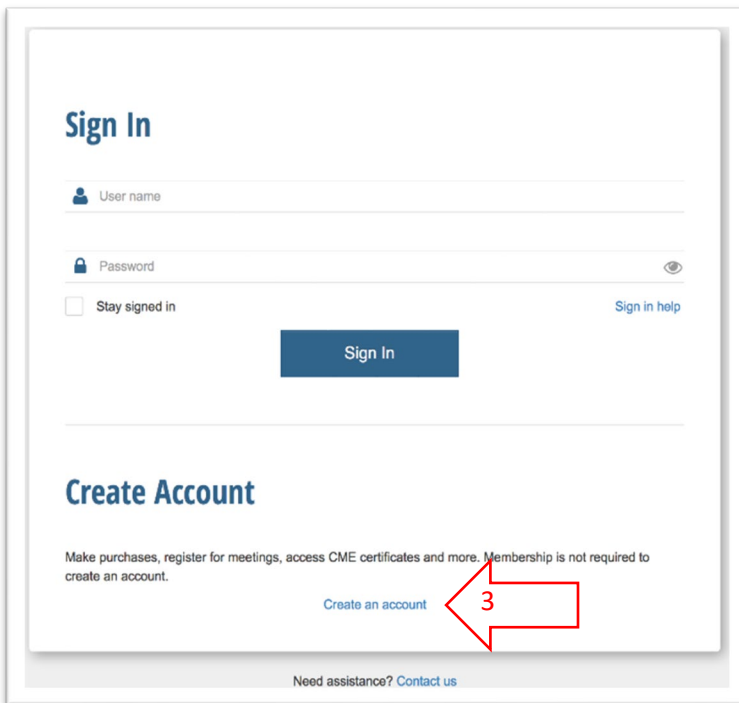 Sign In
User name
Password
Stay signed in
Sign in help
Sign In
Create Account
Make purchases, register for meetings, access CME certificates and more. Membership is not required to
create an account.
Create an account
3
Need assistance? Contact us